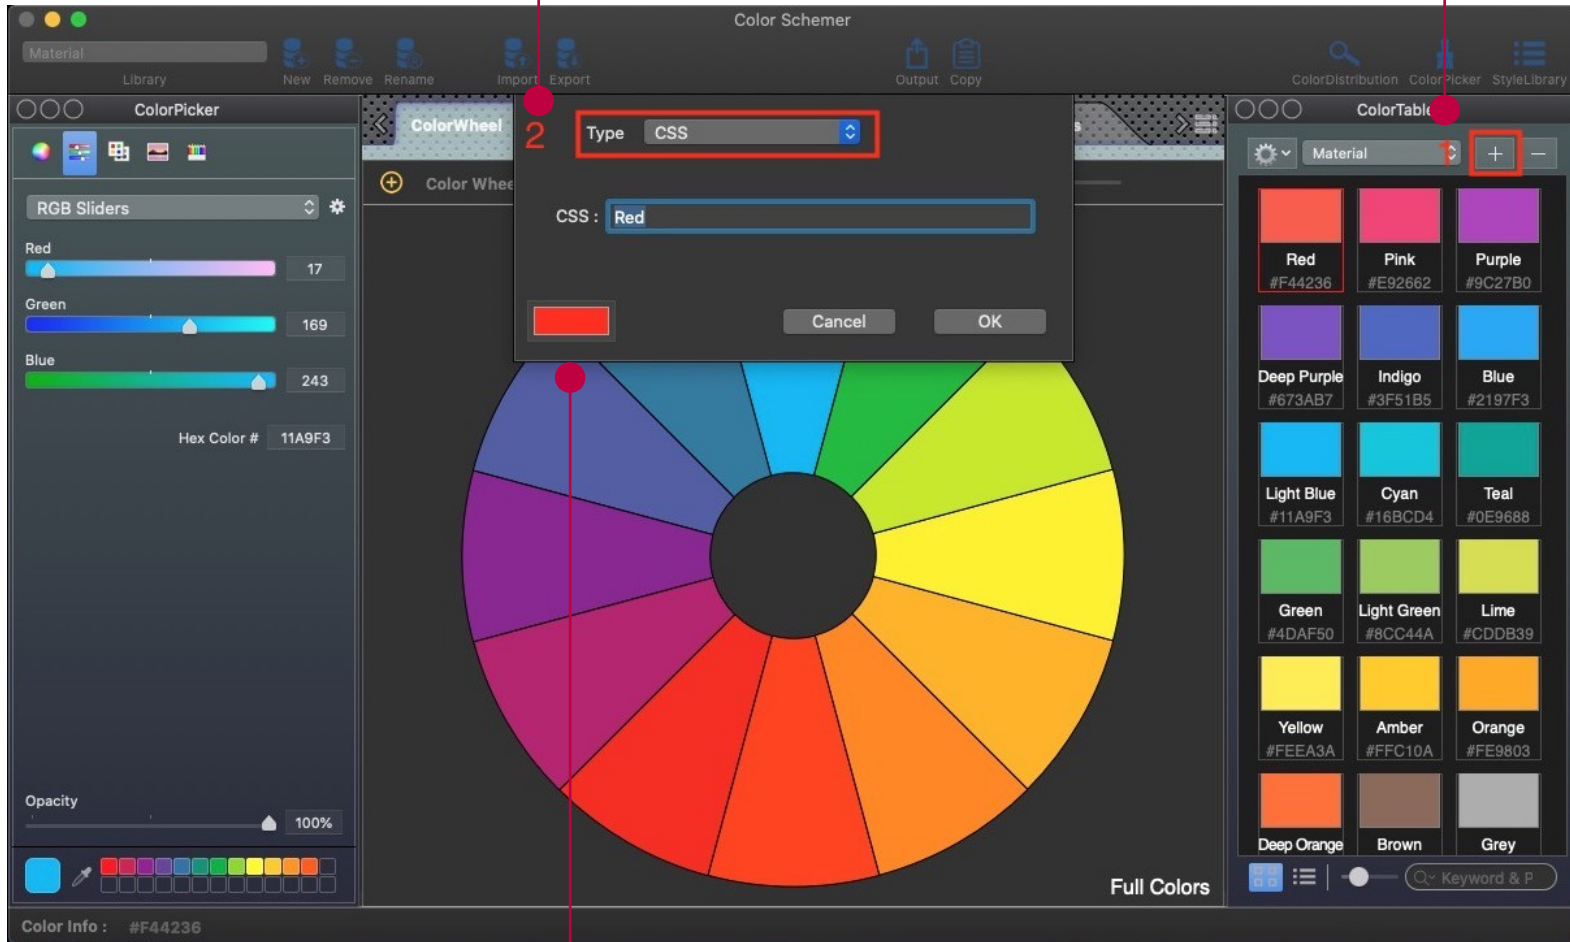 Color Schemer
Material
Library
New
Remove
Rename
Import
Export
Output
Copy
ColorDistribution
ColorPicker
StyleLibrary
ColorPicker
RGB Sliders
Red
17
Green
169
Blue
243
Hex Color #
11A9F3
Opacity
100%
ColorWheel
Color Whee
2
Type
CSS
CSS :
Red
Cancel
OK
Full Colors
ColorTable
Material
1
Red
#F44236
Pink
#E92662
Purple
#9C27B0
Deep Purple
#673AB7
Indigo
#3F51B5
Blue
#2197F3
Light Blue
#11A9F3
Cyan
#16BCD4
Teal
#0E9688
Green
#4DAF50
Light Green
#8CC44A
Lime
#CDDB39
Yellow
#FEEA3A
Amber
#FFC10A
Orange
#FE9803
Deep Orange
Brown
Grey
Keyword & P
Color Info :
#F44236